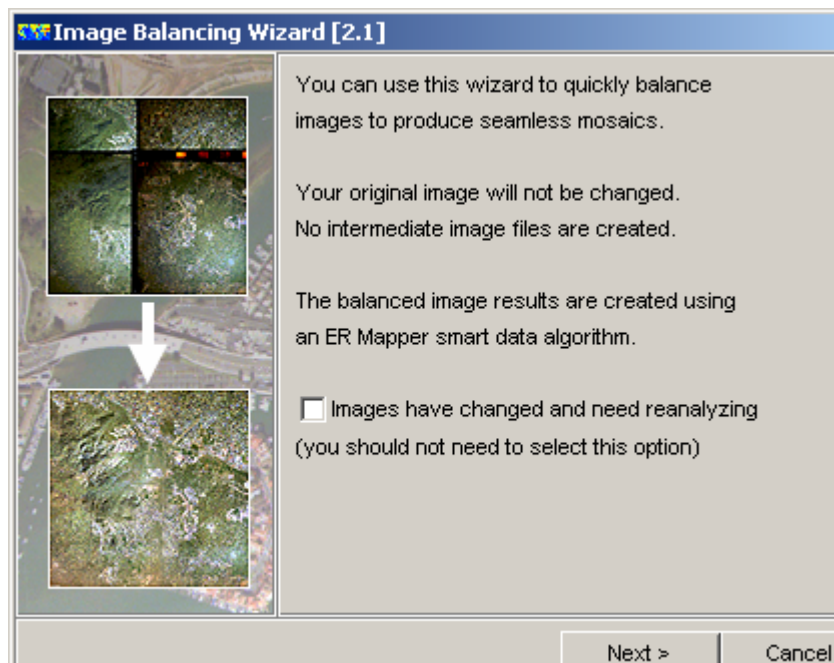 Image Balancing Wizard [2.1]
You can use this wizard to quickly balance
images to produce seamless mosaics.
Your original image will not be changed.
No intermediate image files are created.
The balanced image results are created using
an ER Mapper smart data algorithm.
Images have changed and need reanalyzing
(you should not need to select this option)
Next >
Cancel